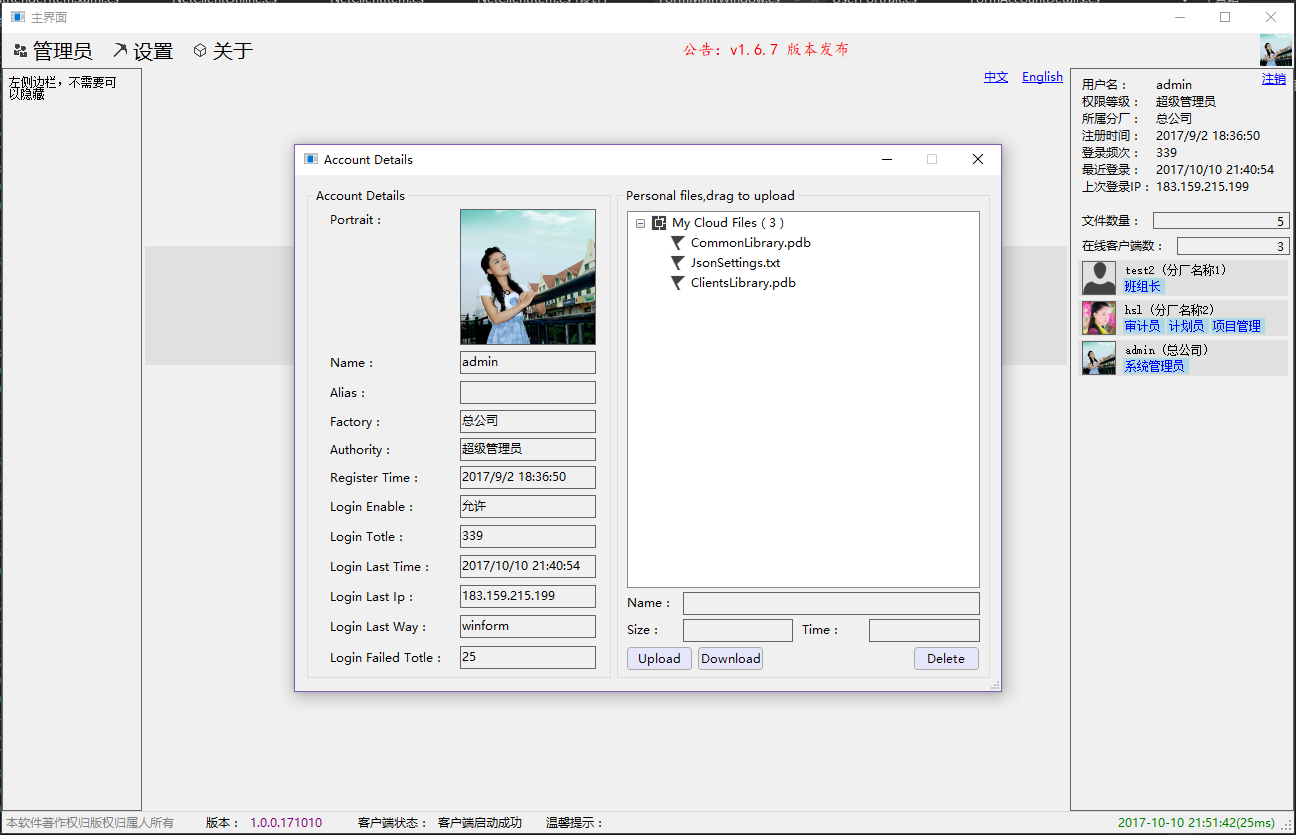 主界面
管理员 设置 关于
公告：v1.6.7 版本发布
左侧边栏，不需要可
以隐藏
中文 English
注销
用户名： admin
权限等级： 超级管理员
所属分厂： 总公司
注册时间： 2017/9/2 18:36:50
登录频次： 339
最近登录： 2017/10/10 21:40:54
上次登录IP： 183.159.215.199
文件数量： 5
在线客户端数： 3
test2（分厂名称1）
班组长
hsl（分厂名称2）
审计员 计划员 项目管理
admin（总公司）
系统管理员
Account Details
Account Details
Portrait :
Name : admin
Alias :
Factory : 总公司
Authority : 超级管理员
Register Time : 2017/9/2 18:36:50
Login Enable : 允许
Login Totle : 339
Login Last Time : 2017/10/10 21:40:54
Login Last Ip : 183.159.215.199
Login Last Way : winform
Login Failed Totle : 25
Personal files,drag to upload
My Cloud Files ( 3 )
CommonLibrary.pdb
JsonSettings.txt
ClientsLibrary.pdb
Name :
Size : Time :
Upload Download Delete
本软件著作权归版权归属人所有 版本： 1.0.0.171010 客户端状态： 客户端启动成功 温馨提示： 2017-10-10 21:51:42(25ms)